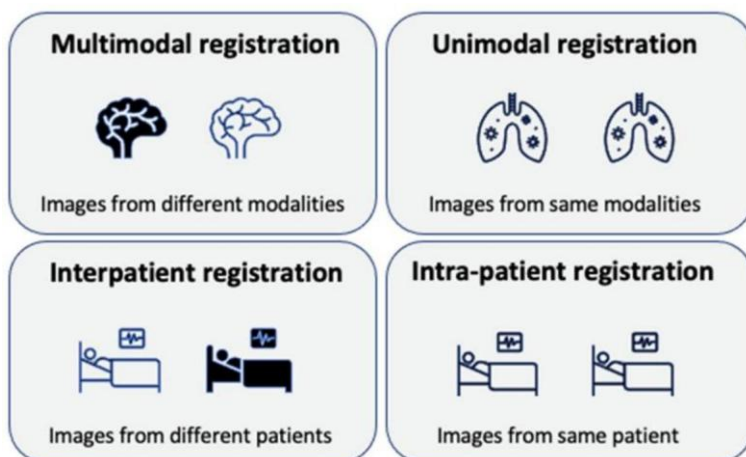 Multimodal registration
Images from different modalities
Unimodal registration
Images from same modalities
Interpatient registration
Images from different patients
Intra-patient registration
Images from same patient